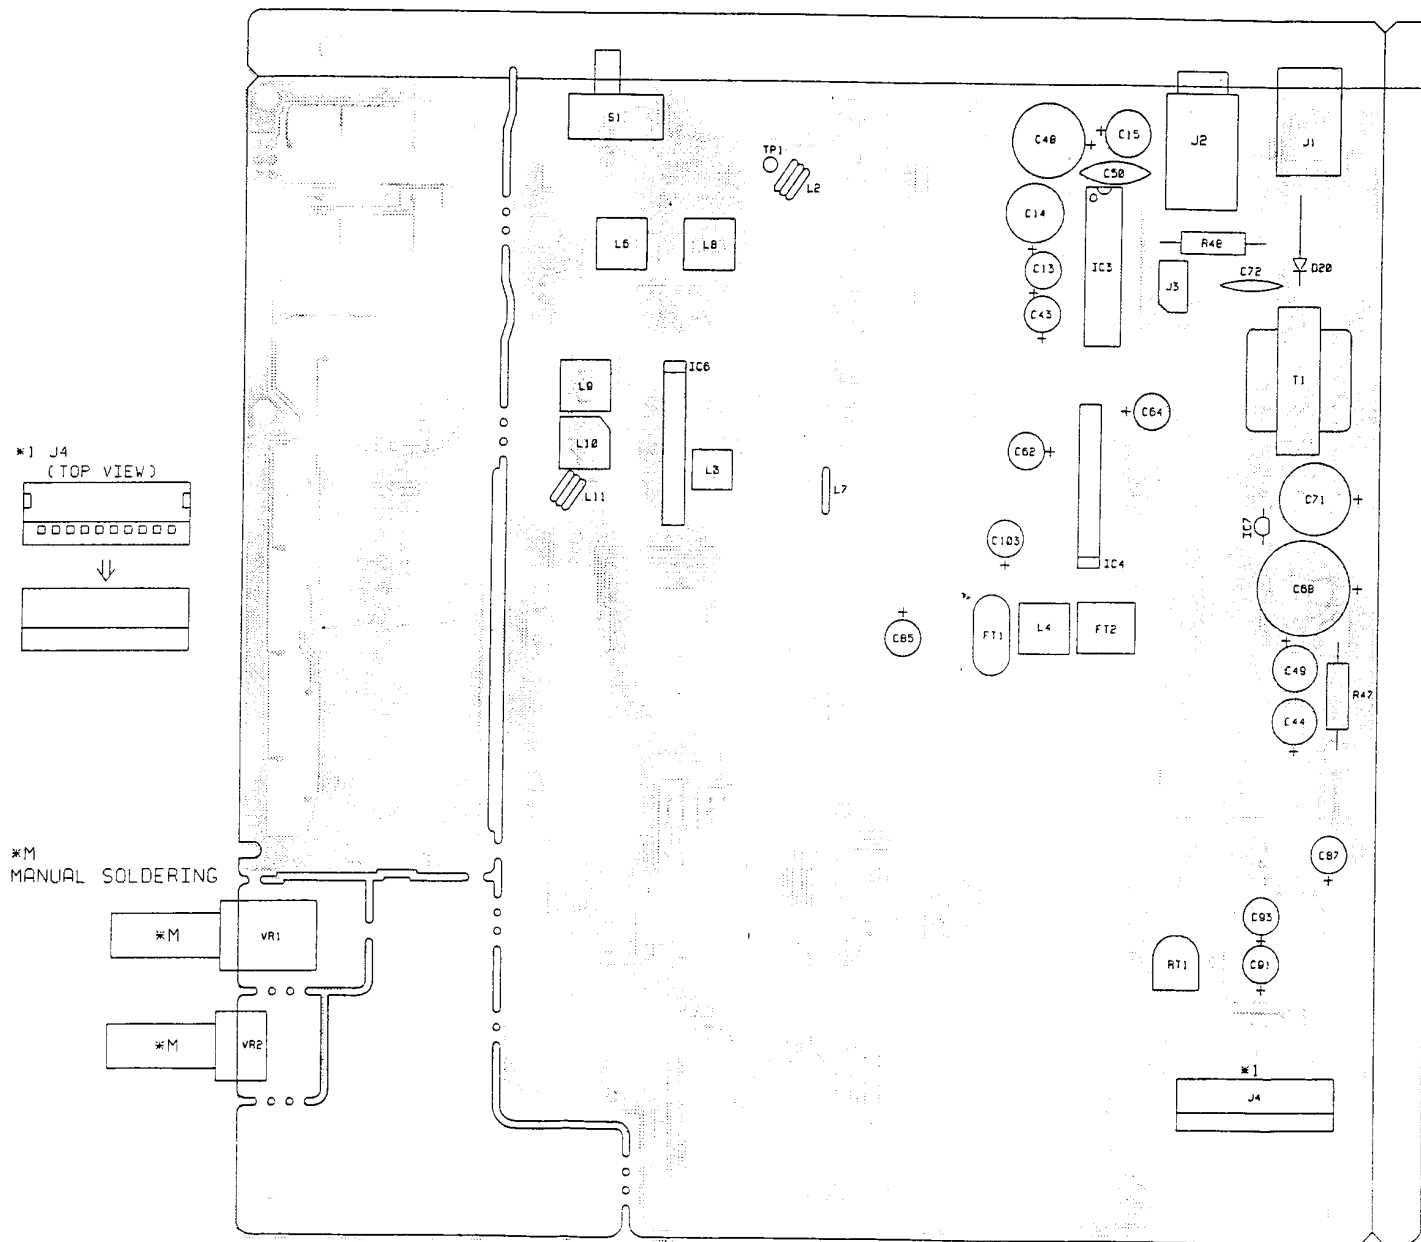 S1
C48
C15
J2
J1
TP1
C50
L2
C14
L6
L8
R48
C13
IC3
D20
C72
J3
C43
IC6
L9
T1
C64
L10
*1 J4
(TOP VIEW)
C62
L3
L7
L11
C71
IC7
C103
IC4
C68
C85
FT1
L4
FT2
C49
R47
C44
*M
MANUAL SOLDERING
C87
C93
*M
VR1
RT1
C91
*M
VR2
*1
J4